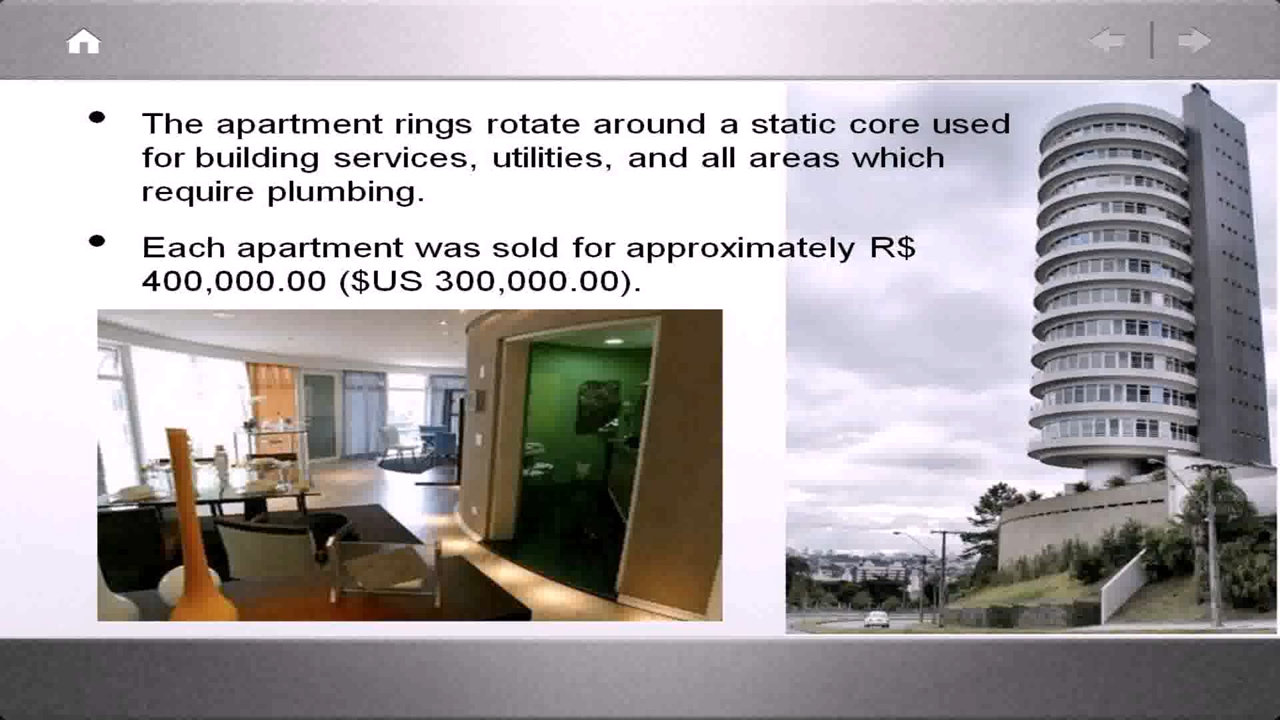 The apartment rings rotate around a static core used
for building services, utilities, and all areas which
require plumbing.
Each apartment was sold for approximately R$
400,000.00 ($US 300,000.00).